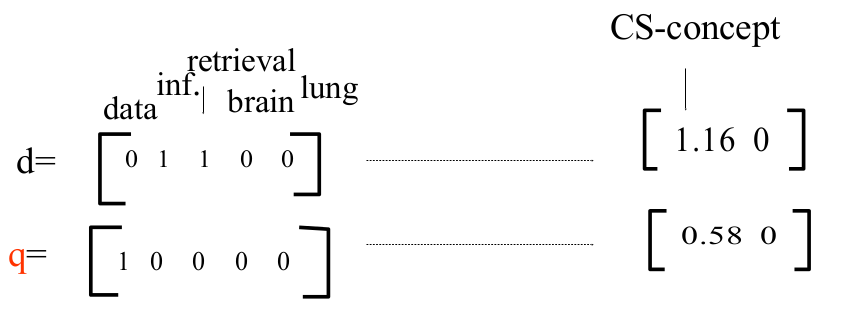 CS-concept
retrieval
inf.
data brain lung
d= [ 0 1 1 0 0 ] [ 1.16 0 ]
q= [ 1 0 0 0 0 ] [ 0.58 0 ]